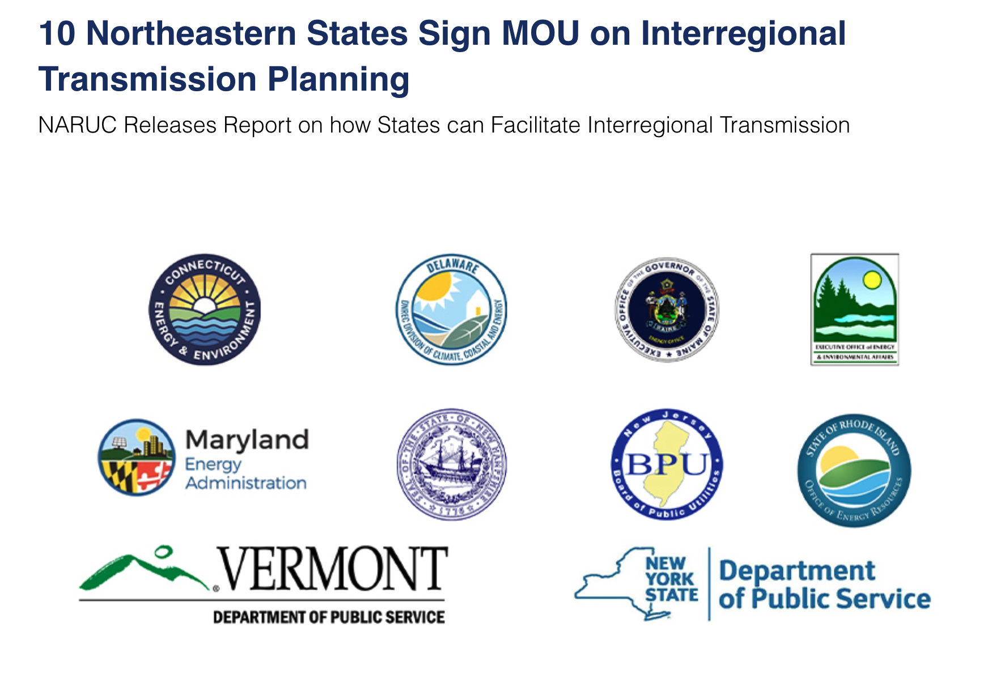 10 Northeastern States Sign MOU on Interregional
Transmission Planning
NARUC Releases Report on how States can Facilitate Interregional Transmission
CONNECTICUT
ENERGY & ENVIRONMENT
DELAWARE
DNREC DIVISION OF CLIMATE, COASTAL AND ENERGY
EXECUTIVE OFFICE OF THE GOVERNOR OF THE STATE OF MAINE
MAINE
ENERGY OFFICE
EXECUTIVE OFFICE of ENERGY
& ENVIRONMENTAL AFFAIRS
Maryland
Energy
Administration
SEAL · OF · THE · STATE · OF · NEW HAMPSHIRE
1776
New Jersey
BPU
Board of Public Utilities
STATE OF RHODE ISLAND
OFFICE OF ENERGY RESOURCES
VERMONT
®
DEPARTMENT OF PUBLIC SERVICE
NEW
YORK
STATE
Department
of Public Service